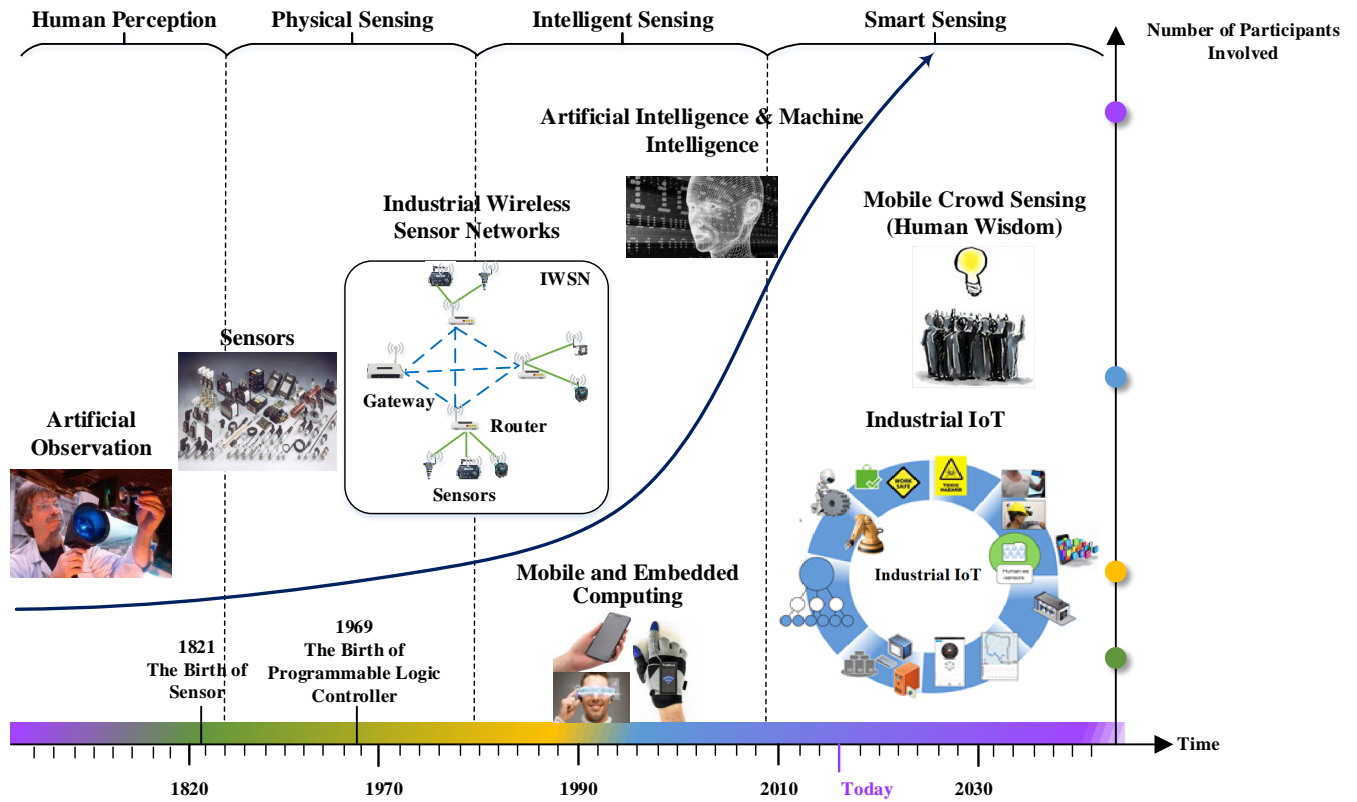 Human Perception
Physical Sensing
Intelligent Sensing
Smart Sensing
Number of Participants
Involved
Artificial Intelligence & Machine
Intelligence
Industrial Wireless
Sensor Networks
Mobile Crowd Sensing
(Human Wisdom)
IWSN
Sensors
Gateway
Router
Sensors
Artificial
Observation
Industrial IoT
WORK
SAFE
TOXIC
HAZARD
Industrial IoT
Human as
sensors
Mobile and Embedded
Computing
1821
The Birth of
Sensor
1969
The Birth of
Programmable Logic
Controller
Time
1820
1970
1990
2010
Today
2030